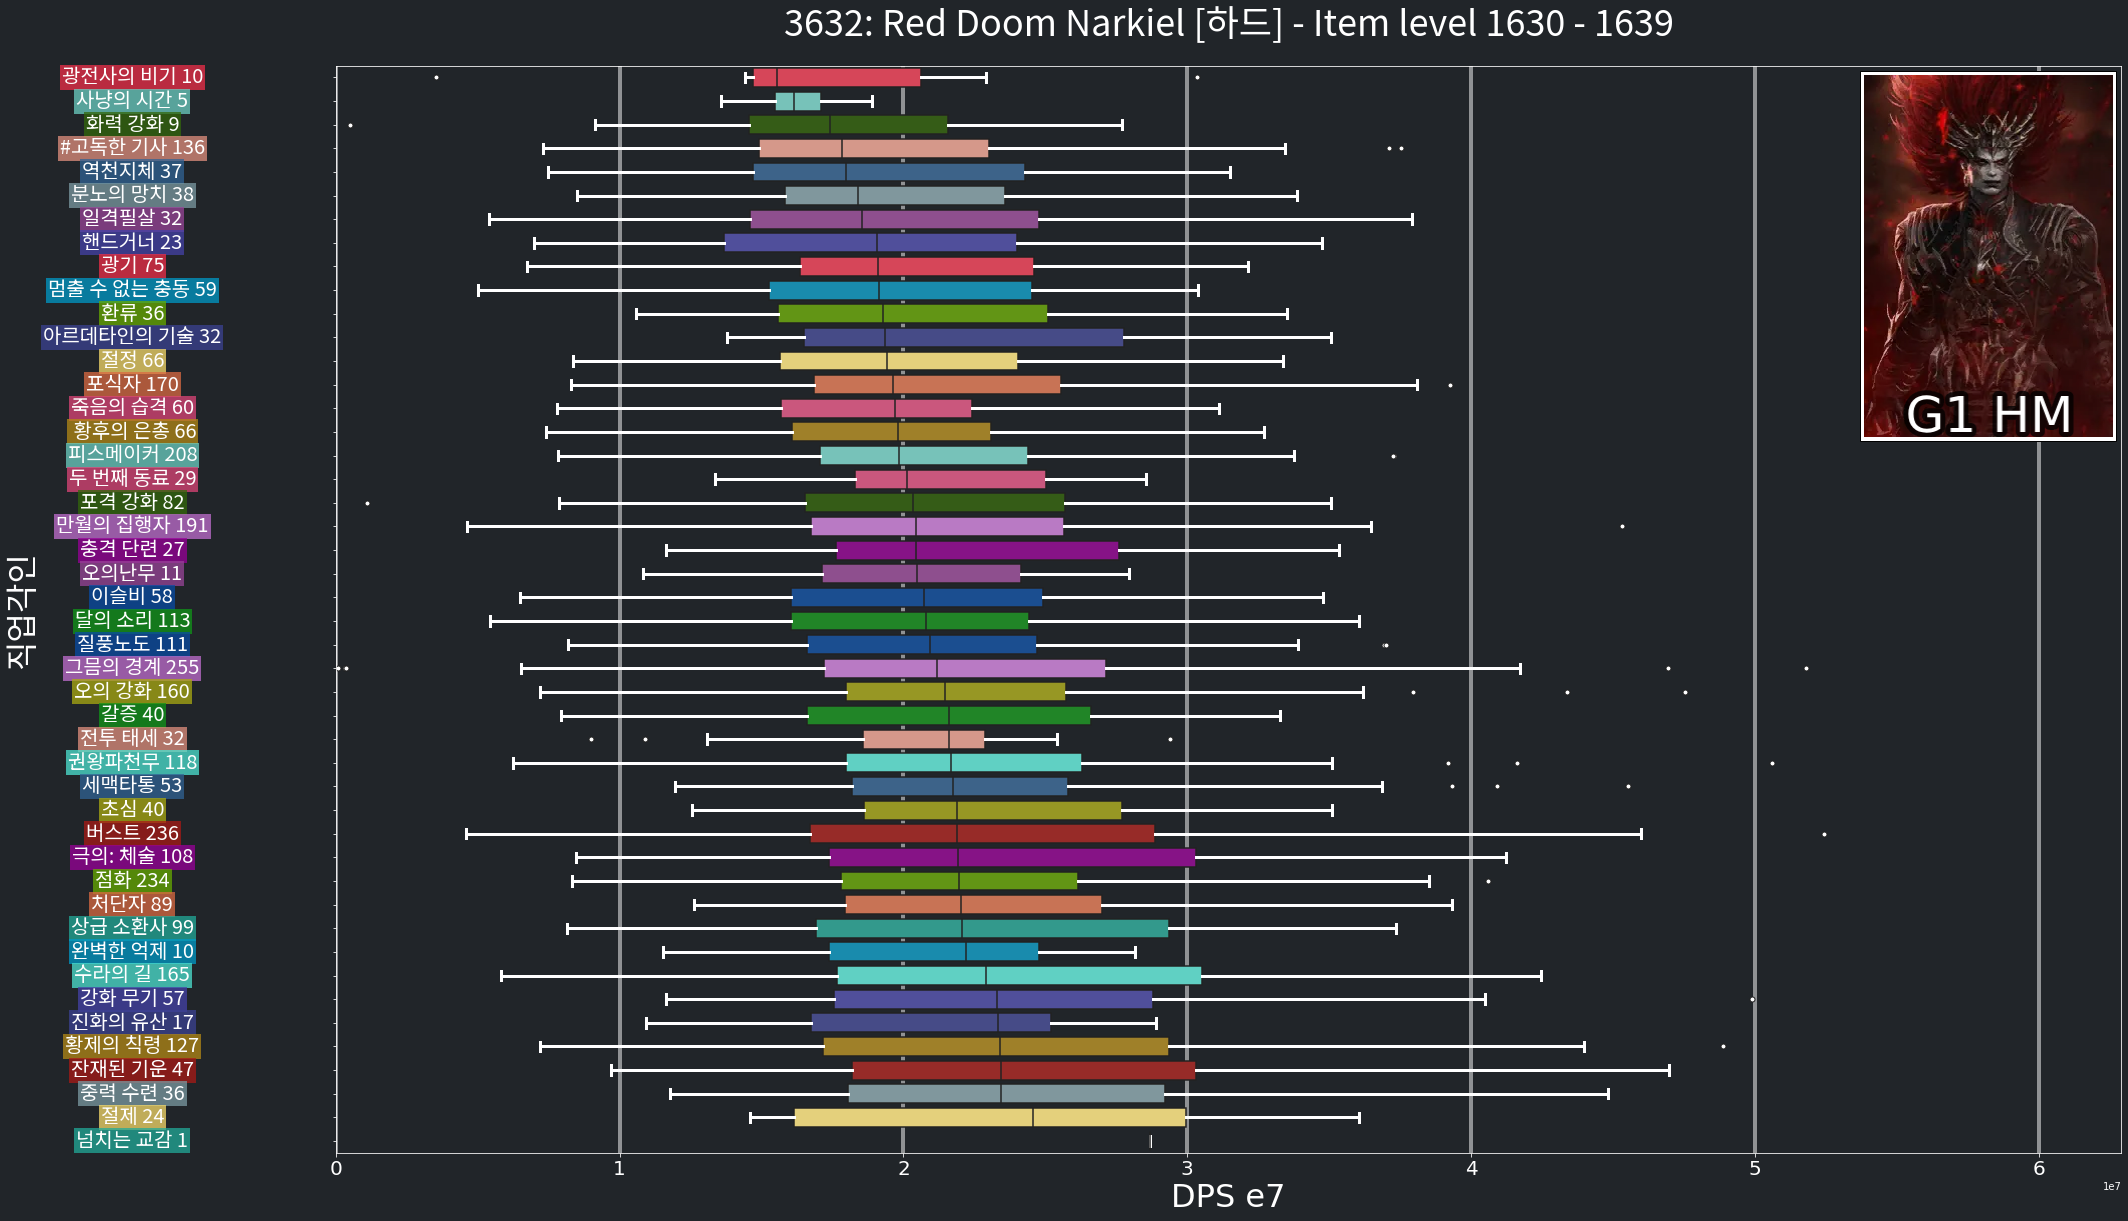 3632: Red Doom Narkiel [하드] - Item level 1630 - 1639
광전사의 비기 10
사냥의 시간 5
화력 강화 9
#고독한 기사 136
역천지체 37
분노의 망치 38
일격필살 32
핸드거너 23
광기 75
멈출 수 없는 충동 59
환류 36
아르데타인의 기술 32
절정 66
포식자 170
죽음의 습격 60
황후의 은총 66
피스메이커 208
두 번째 동료 29
포격 강화 82
만월의 집행자 191
충격 단련 27
오의난무 11
이슬비 58
달의 소리 113
질풍노도 111
그믐의 경계 255
오의 강화 160
갈증 40
전투 태세 32
권왕파천무 118
세맥타통 53
초심 40
버스트 236
극의: 체술 108
점화 234
처단자 89
상급 소환사 99
완벽한 억제 10
수라의 길 165
강화 무기 57
진화의 유산 17
황제의 칙령 127
잔재된 기운 47
중력 수련 36
절제 24
넘치는 교감 1
직업각인
G1 HM
0 1 2 3 4 5 6
1e7
DPS e7